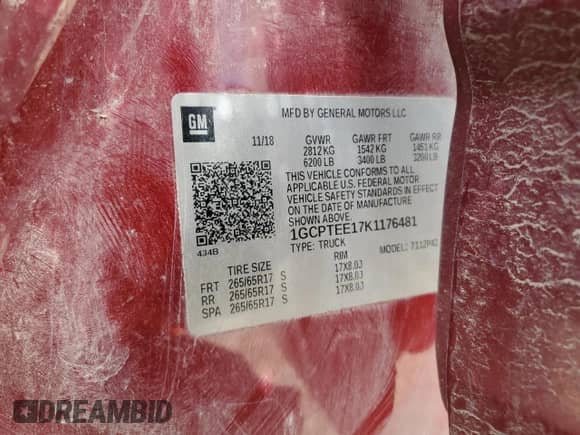 GM
MFD BY GENERAL MOTORS LLC
11/18 GVWR GAWR FRT GAWR RR
2812 KG 1542 KG 1451 KG
6200 LB 3400 LB 3200 LB
THIS VEHICLE CONFORMS TO ALL
APPLICABLE U.S. FEDERAL MOTOR
VEHICLE SAFETY STANDARDS IN EFFECT
ON THE DATE OF MANUFACTURE
SHOWN ABOVE.
1GCPTEE17K1176481
434B
TYPE: TRUCK MODEL:
TIRE SIZE RIM
FRT 265/65R17 S 17X8.0J
RR 265/65R17 S 17X8.0J
SPA 265/65R17 S 17X8.0J
DREAMBID